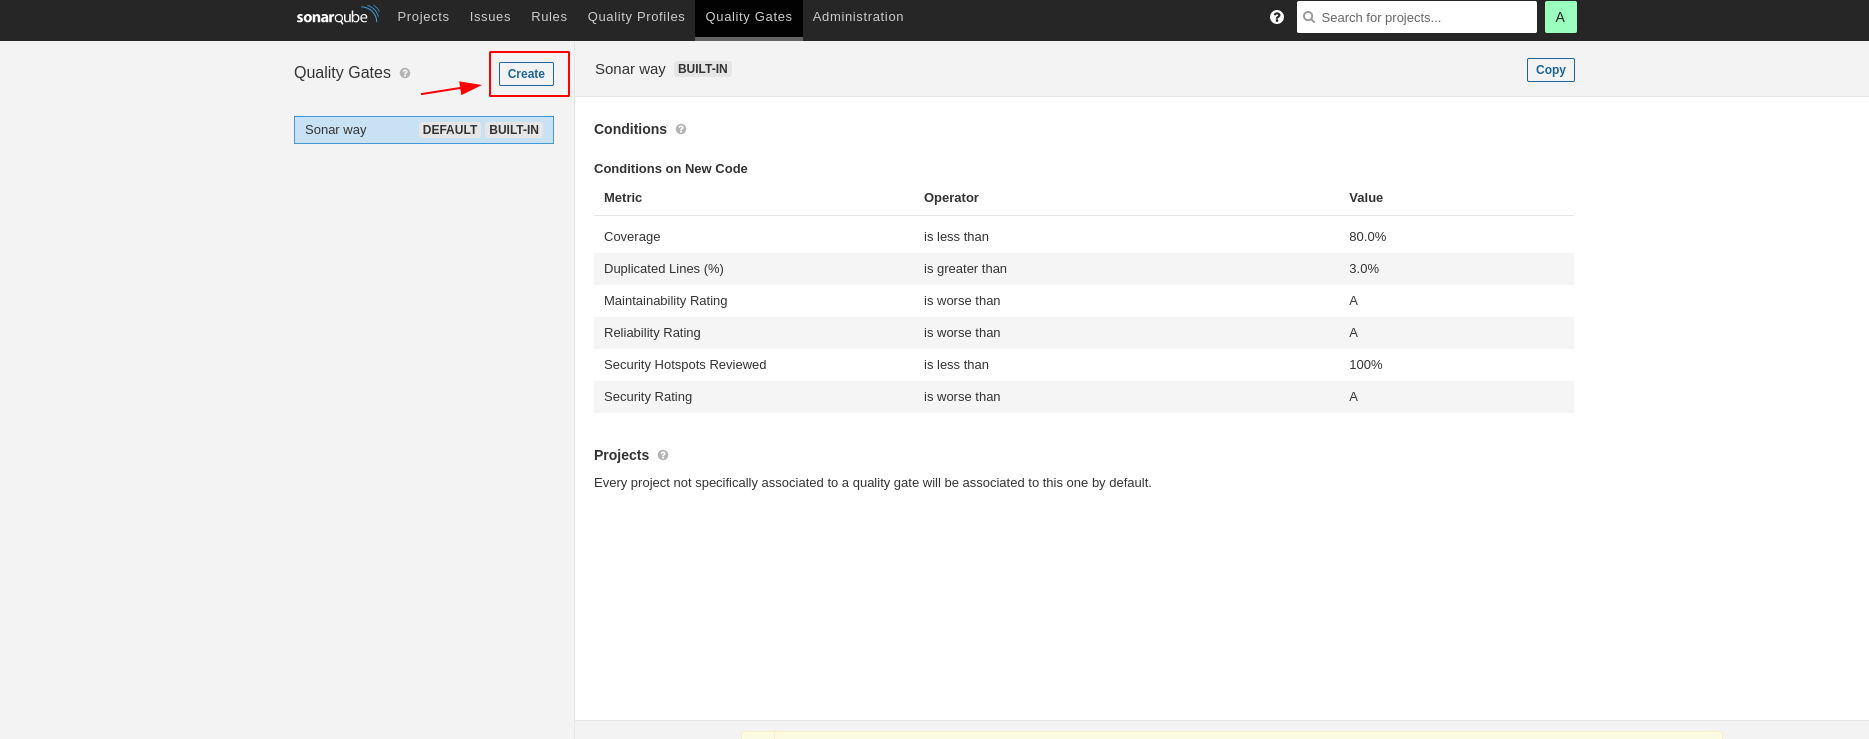 sonarqube Projects Issues Rules Quality Profiles Quality Gates Administration Search for projects... A
Quality Gates Create
Sonar way DEFAULT BUILT-IN
Sonar way BUILT-IN Copy
Conditions
Conditions on New Code
Metric Operator Value
Coverage is less than 80.0%
Duplicated Lines (%) is greater than 3.0%
Maintainability Rating is worse than A
Reliability Rating is worse than A
Security Hotspots Reviewed is less than 100%
Security Rating is worse than A
Projects
Every project not specifically associated to a quality gate will be associated to this one by default.